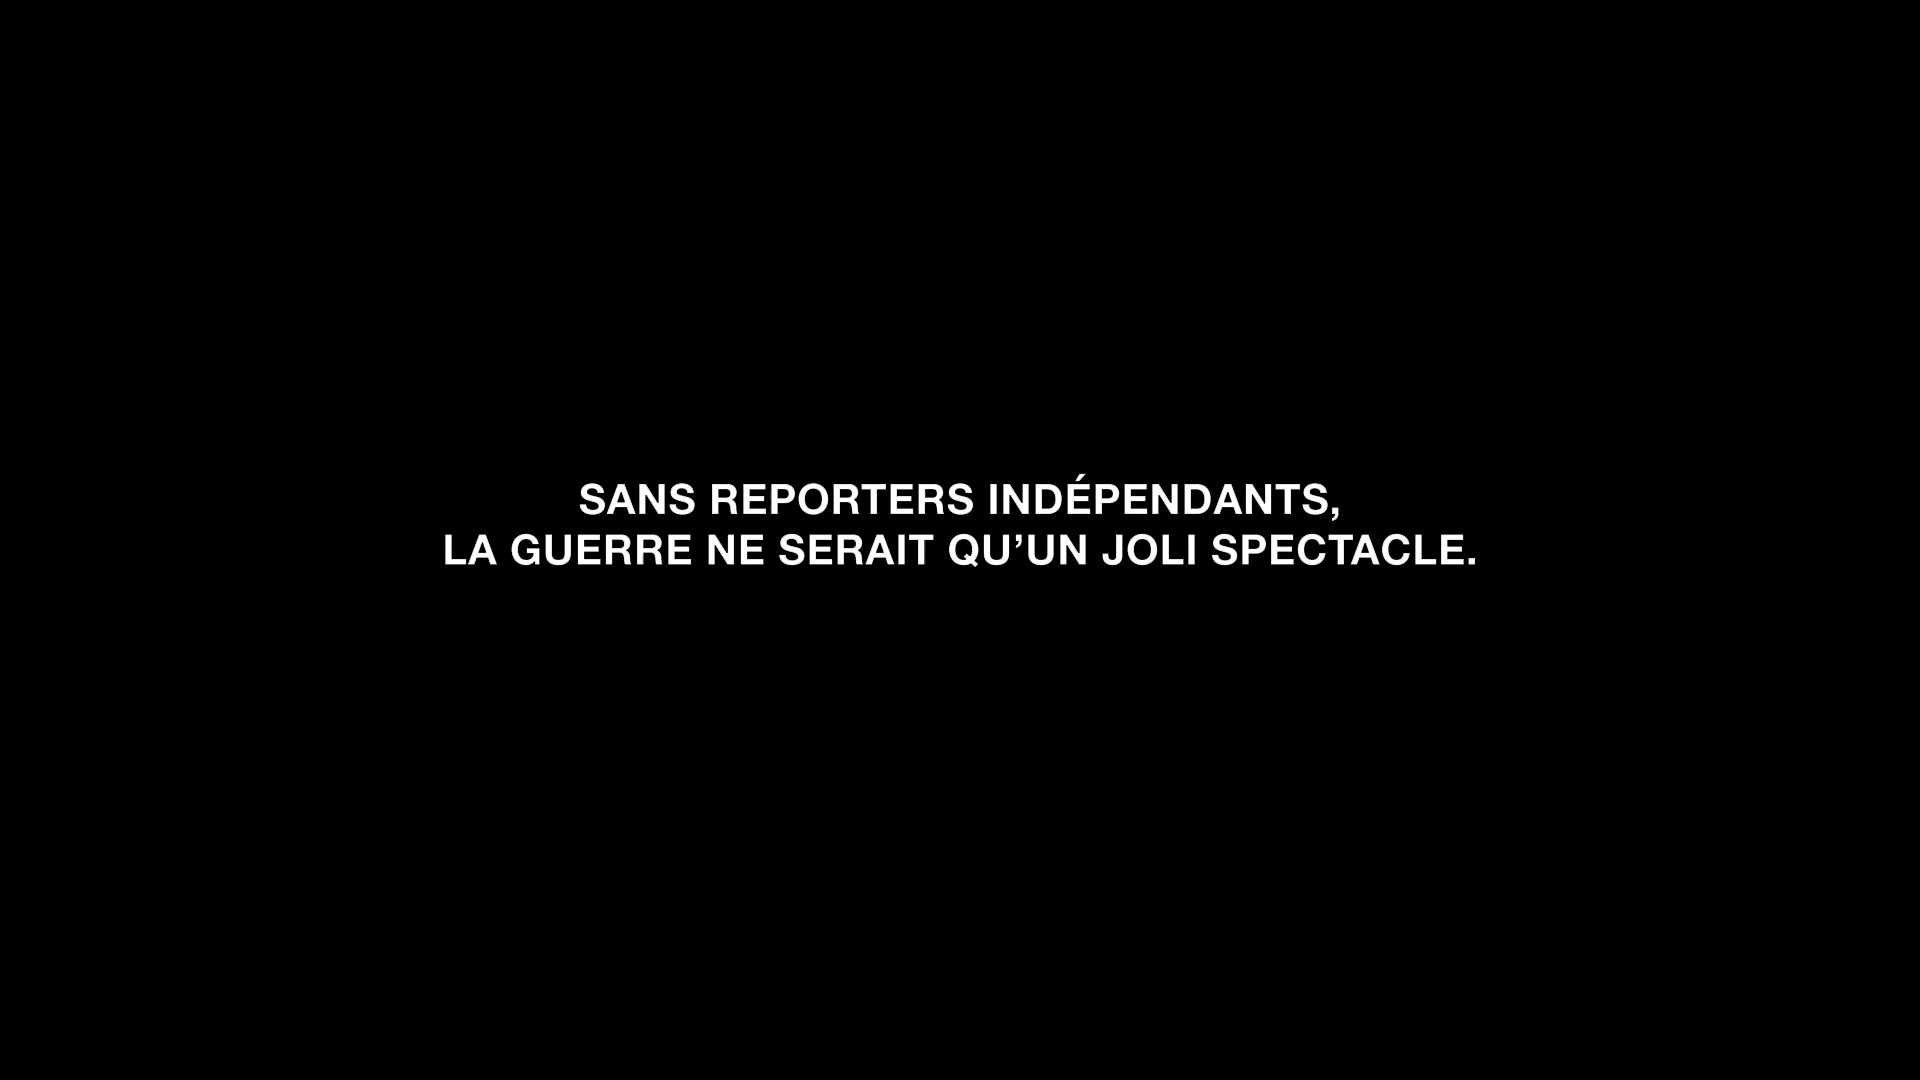 SANS REPORTERS INDÉPENDANTS,
LA GUERRE NE SERAIT QU’UN JOLI SPECTACLE.